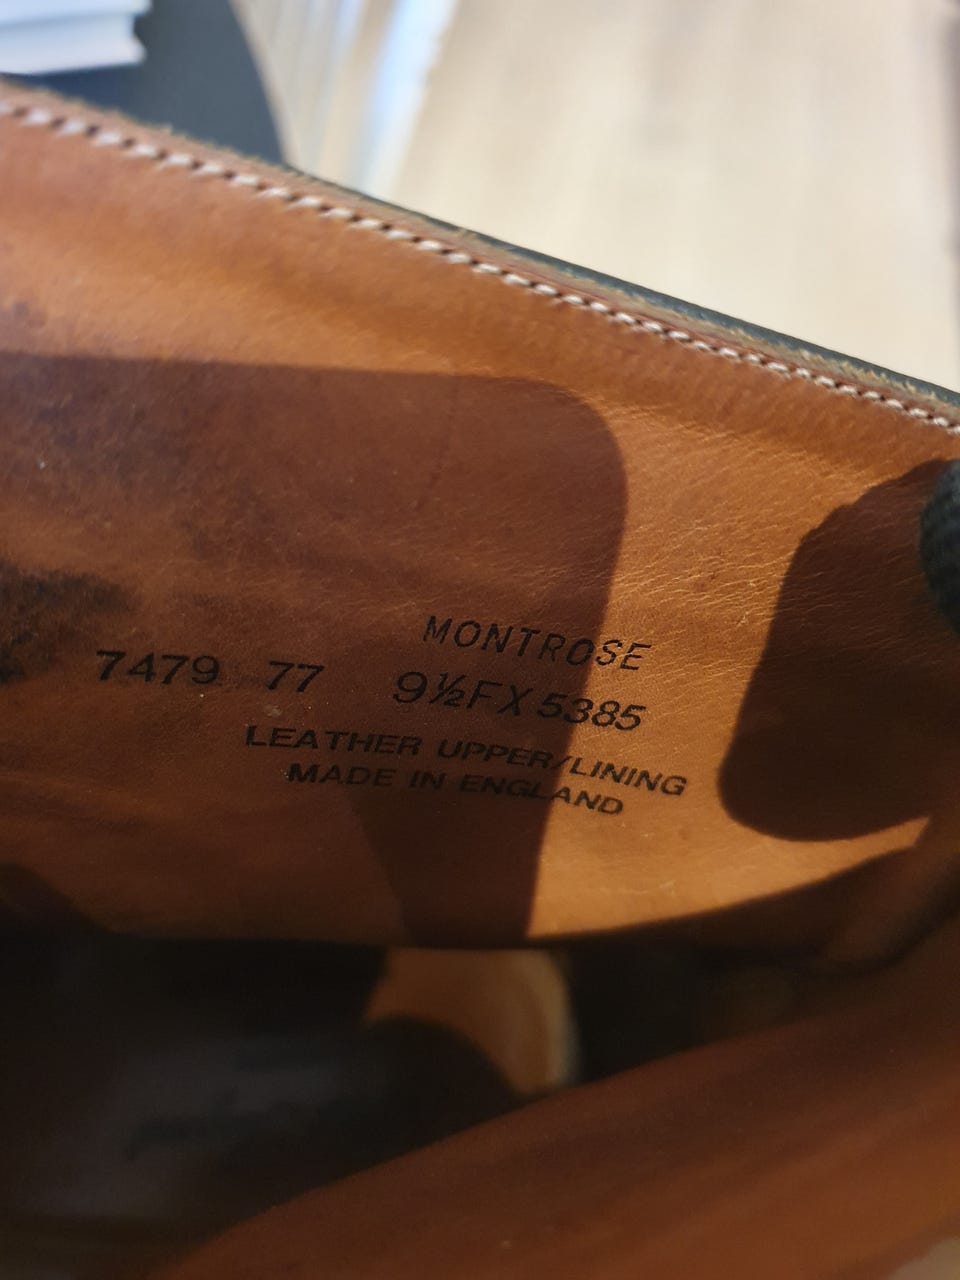 MONTROSE
7479 77 9½FX 5385
LEATHER UPPER/LINING
MADE IN ENGLAND